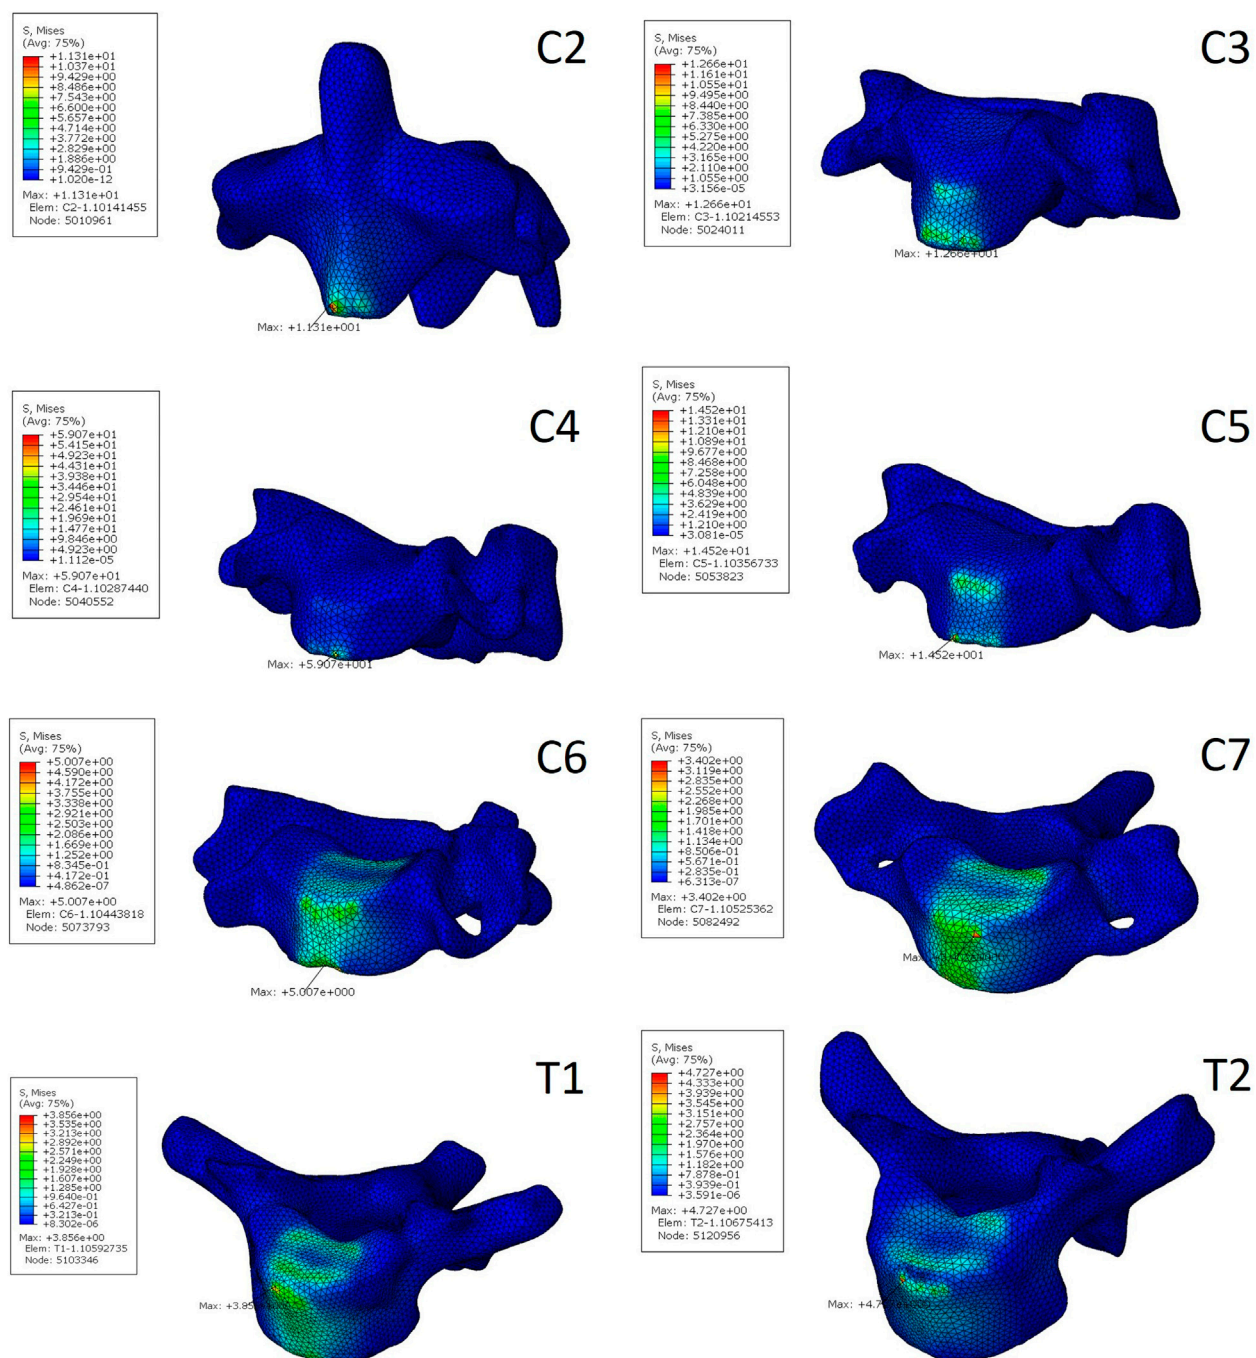 S, Mises
(Avg: 75%)
+1.131e+01
+1.037e+01
+9.429e+00
+8.486e+00
+7.543e+00
+6.600e+00
+5.657e+00
+4.714e+00
+3.772e+00
+2.829e+00
+1.886e+00
+9.429e-01
+1.020e-12
Max: +1.131e+01
Elem: C2-1.10141455
Node: 5010961
C2
Max: +1.131e+001
S, Mises
(Avg: 75%)
+1.266e+01
+1.161e+01
+1.055e+01
+9.495e+00
+8.440e+00
+7.385e+00
+6.330e+00
+5.275e+00
+4.220e+00
+3.165e+00
+2.110e+00
+1.055e+00
+3.156e-05
Max: +1.266e+01
Elem: C3-1.10214553
Node: 5024011
C3
Max: +1.266e+001
S, Mises
(Avg: 75%)
+5.907e+01
+5.415e+01
+4.923e+01
+4.431e+01
+3.938e+01
+3.446e+01
+2.954e+01
+2.461e+01
+1.969e+01
+1.477e+01
+9.846e+00
+4.923e+00
+1.112e-05
Max: +5.907e+01
Elem: C4-1.10287440
Node: 5040552
C4
Max: +5.907e+001
S, Mises
(Avg: 75%)
+1.452e+01
+1.331e+01
+1.210e+01
+1.089e+01
+9.677e+00
+8.468e+00
+7.258e+00
+6.048e+00
+4.839e+00
+3.629e+00
+2.419e+00
+1.210e+00
+3.081e-05
Max: +1.452e+01
Elem: C5-1.10356733
Node: 5053823
C5
Max: +1.452e+001
S, Mises
(Avg: 75%)
+5.007e+00
+4.590e+00
+4.172e+00
+3.755e+00
+3.338e+00
+2.921e+00
+2.503e+00
+2.086e+00
+1.669e+00
+1.252e+00
+8.345e-01
+4.172e-01
+4.862e-07
Max: +5.007e+00
Elem: C6-1.10443818
Node: 5073793
C6
Max: +5.007e+000
S, Mises
(Avg: 75%)
+3.402e+00
+3.119e+00
+2.835e+00
+2.552e+00
+2.268e+00
+1.985e+00
+1.701e+00
+1.418e+00
+1.134e+00
+8.506e-01
+5.671e-01
+2.835e-01
+6.313e-07
Max: +3.402e+00
Elem: C7-1.10525362
Node: 5082492
C7
S, Mises
(Avg: 75%)
+3.856e+00
+3.535e+00
+3.213e+00
+2.892e+00
+2.571e+00
+2.249e+00
+1.928e+00
+1.607e+00
+1.285e+00
+9.640e-01
+6.427e-01
+3.213e-01
+8.302e-06
Max: +3.856e+00
Elem: T1-1.10592735
Node: 5103346
T1
Max:
S, Mises
(Avg: 75%)
+4.727e+00
+4.333e+00
+3.939e+00
+3.545e+00
+3.151e+00
+2.757e+00
+2.364e+00
+1.970e+00
+1.576e+00
+1.182e+00
+7.878e-01
+3.939e-01
+3.591e-06
Max: +4.727e+00
Elem: T2-1.10675413
Node: 5120956
T2
Max: